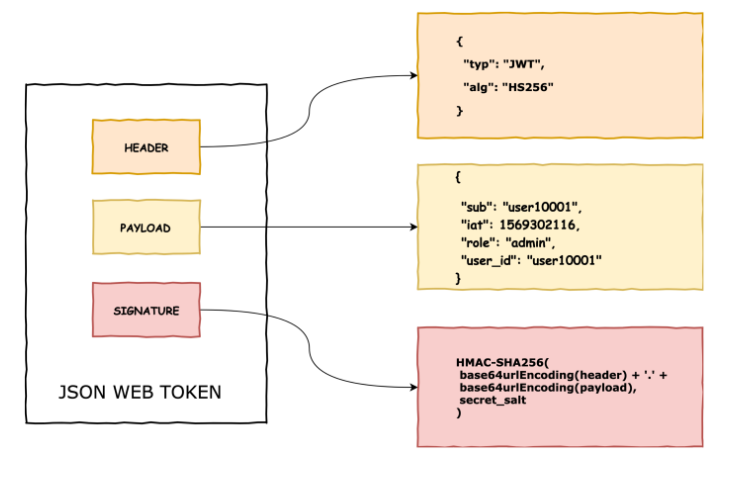 HEADER
PAYLOAD
SIGNATURE
JSON WEB TOKEN
{
"typ": "JWT",
"alg": "HS256"
}
{
"sub": "user10001",
"iat": 1569302116,
"role": "admin",
"user_id": "user10001"
}
HMAC-SHA256(
base64urlEncoding(header) + '.' +
base64urlEncoding(payload),
secret_salt
)